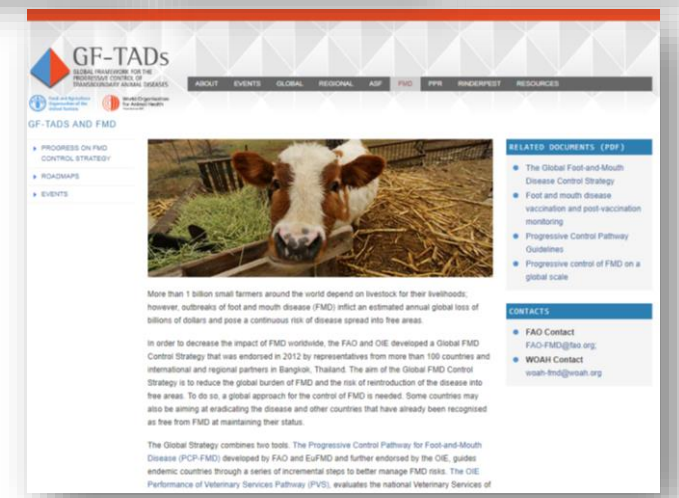 GF-TADs
GLOBAL FRAMEWORK FOR THE
PROGRESSIVE CONTROL OF
TRANSBOUNDARY ANIMAL DISEASES
ABOUT EVENTS GLOBAL REGIONAL ASF FMD PPR RINDERPEST RESOURCES
Food and Agriculture
Organization of the
United Nations
World Organisation
for Animal Health
GF-TADS AND FMD
PROGRESS ON FMD
CONTROL STRATEGY
ROADMAPS
EVENTS
More than 1 billion small farmers around the world depend on livestock for their livelihoods;
however, outbreaks of foot and mouth disease (FMD) inflict an estimated annual global loss of
billions of dollars and pose a continuous risk of disease spread into free areas.
In order to decrease the impact of FMD worldwide, the FAO and OIE developed a Global FMD
Control Strategy that was endorsed in 2012 by representatives from more than 100 countries and
international and regional partners in Bangkok, Thailand. The aim of the Global FMD Control
Strategy is to reduce the global burden of FMD and the risk of reintroduction of the disease into
free areas. To do so, a global approach for the control of FMD is needed. Some countries may
also be aiming at eradicating the disease and other countries that have already been recognised
as free from FMD at maintaining their status.
The Global Strategy combines two tools. The Progressive Control Pathway for Foot-and-Mouth
Disease (PCP-FMD) developed by FAO and EuFMD and further endorsed by the OIE, guides
endemic countries through a series of incremental steps to better manage FMD risks. The OIE
Performance of Veterinary Services Pathway (PVS), evaluates the national Veterinary Services of
RELATED DOCUMENTS (PDF)
The Global Foot-and-Mouth
Disease Control Strategy
Foot and mouth disease
vaccination and post-vaccination
monitoring
Progressive Control Pathway
Guidelines
Progressive control of FMD on a
global scale
CONTACTS
FAO Contact
FAO-FMD@fao.org;
WOAH Contact
woah-fmd@woah.org